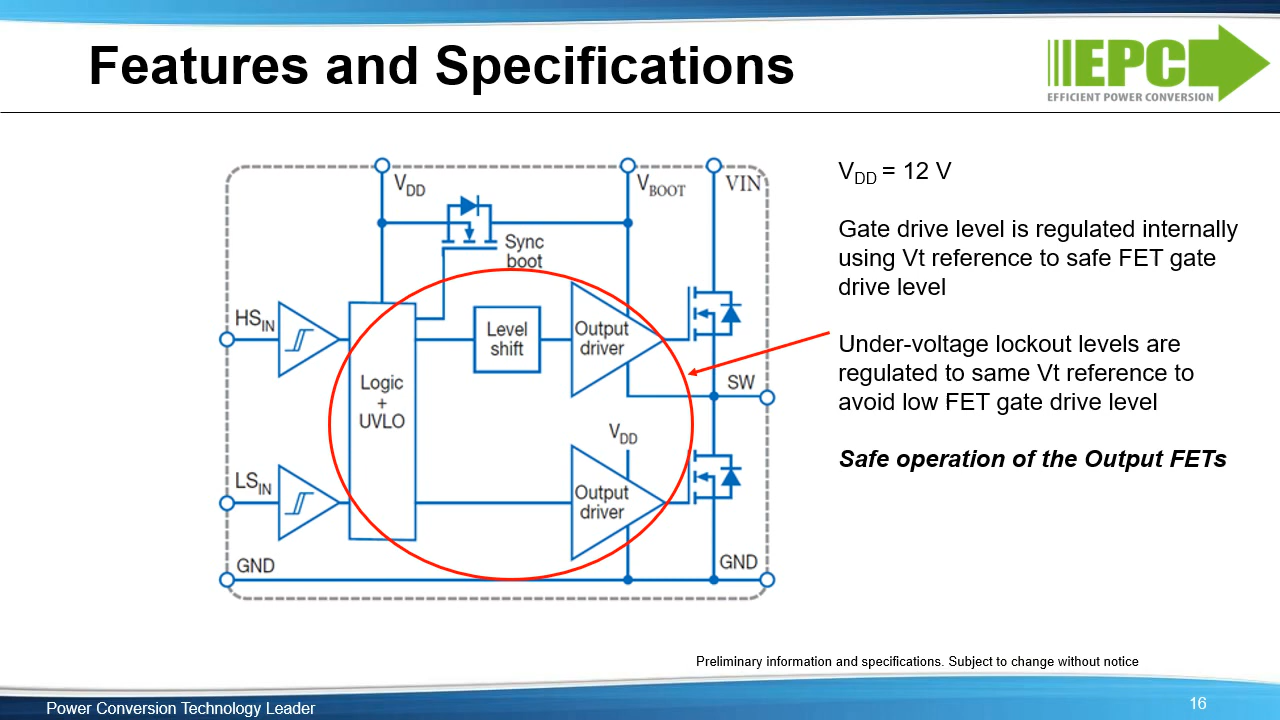 Features and Specifications
EPC
EFFICIENT POWER CONVERSION
VDD
VBOOT
VIN
Sync
boot
HSIN
Level
shift
Output
driver
Logic
+
UVLO
SW
VDD
LSIN
Output
driver
GND
GND
VDD = 12 V
Gate drive level is regulated internally
using Vt reference to safe FET gate
drive level
Under-voltage lockout levels are
regulated to same Vt reference to
avoid low FET gate drive level
Safe operation of the Output FETs
Preliminary information and specifications. Subject to change without notice
Power Conversion Technology Leader
16